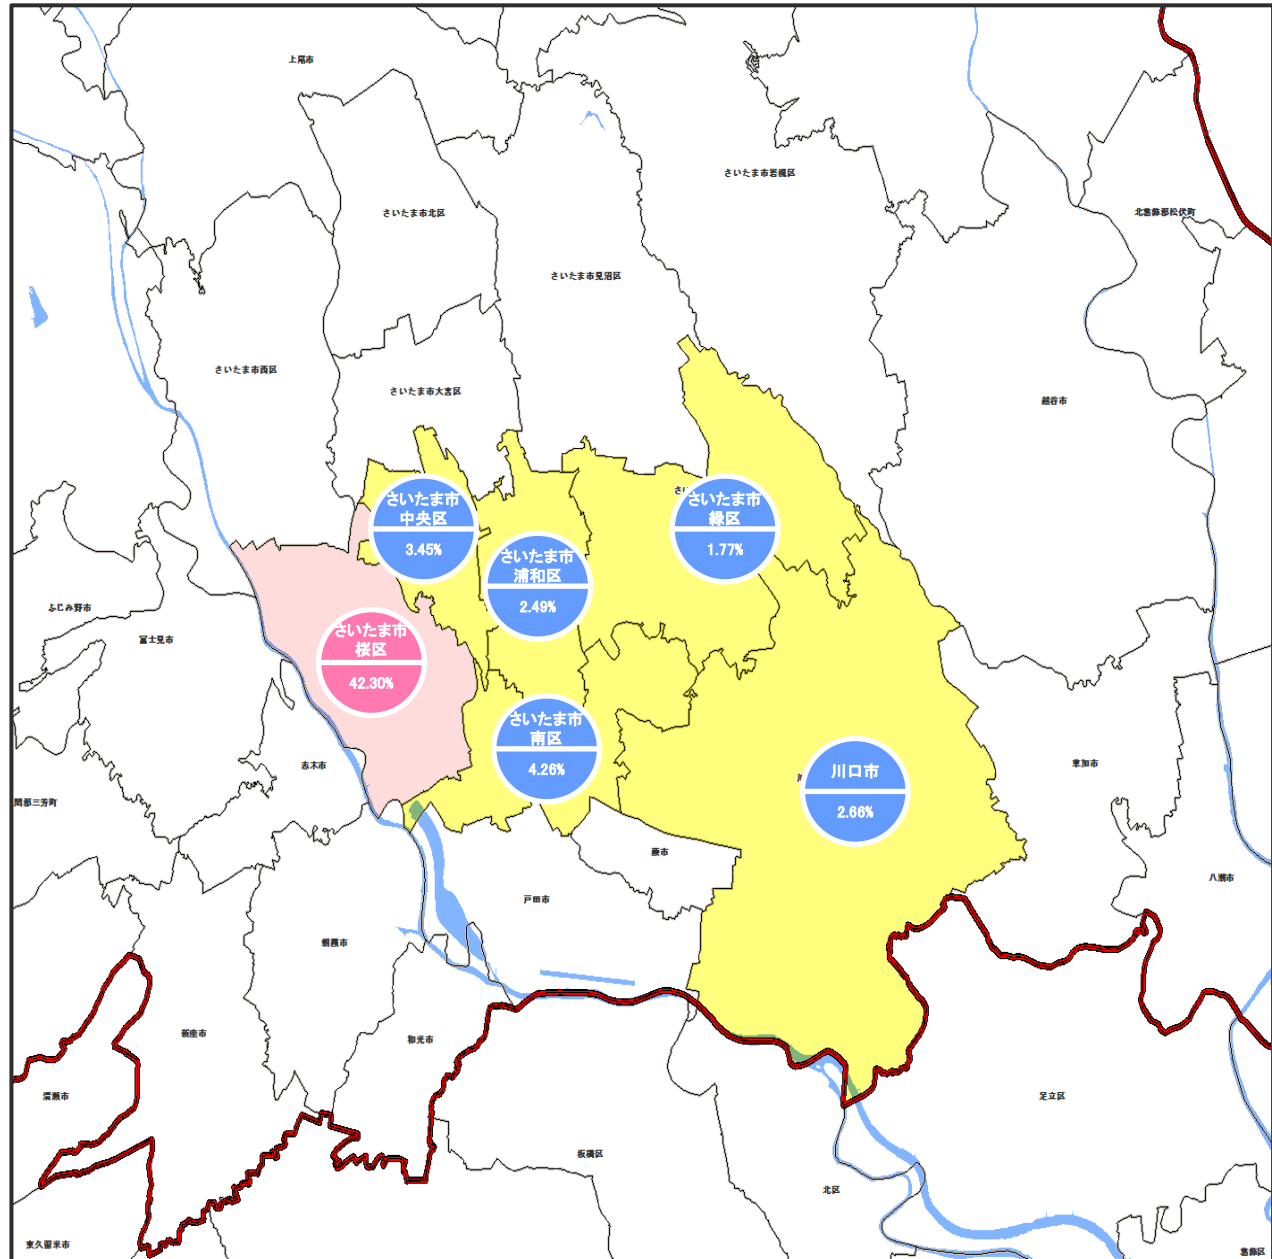 上尾市
さいたま市岩槻区
さいたま市北区
北葛飾郡松伏町
さいたま市見沼区
さいたま市西区
さいたま市大宮区
越谷市
さいたま市
中央区
3.45%
さいたま市
緑区
1.77%
さいたま市
浦和区
2.49%
ふじみ野市
富士見市
さいたま市
桜区
42.30%
さいたま市
南区
4.26%
志木市
川口市
2.66%
草加市
間郡三芳町
蕨市
八潮市
戸田市
朝霞市
新座市
和光市
清瀬市
足立区
板橋区
北区
東久留米市
葛飾区